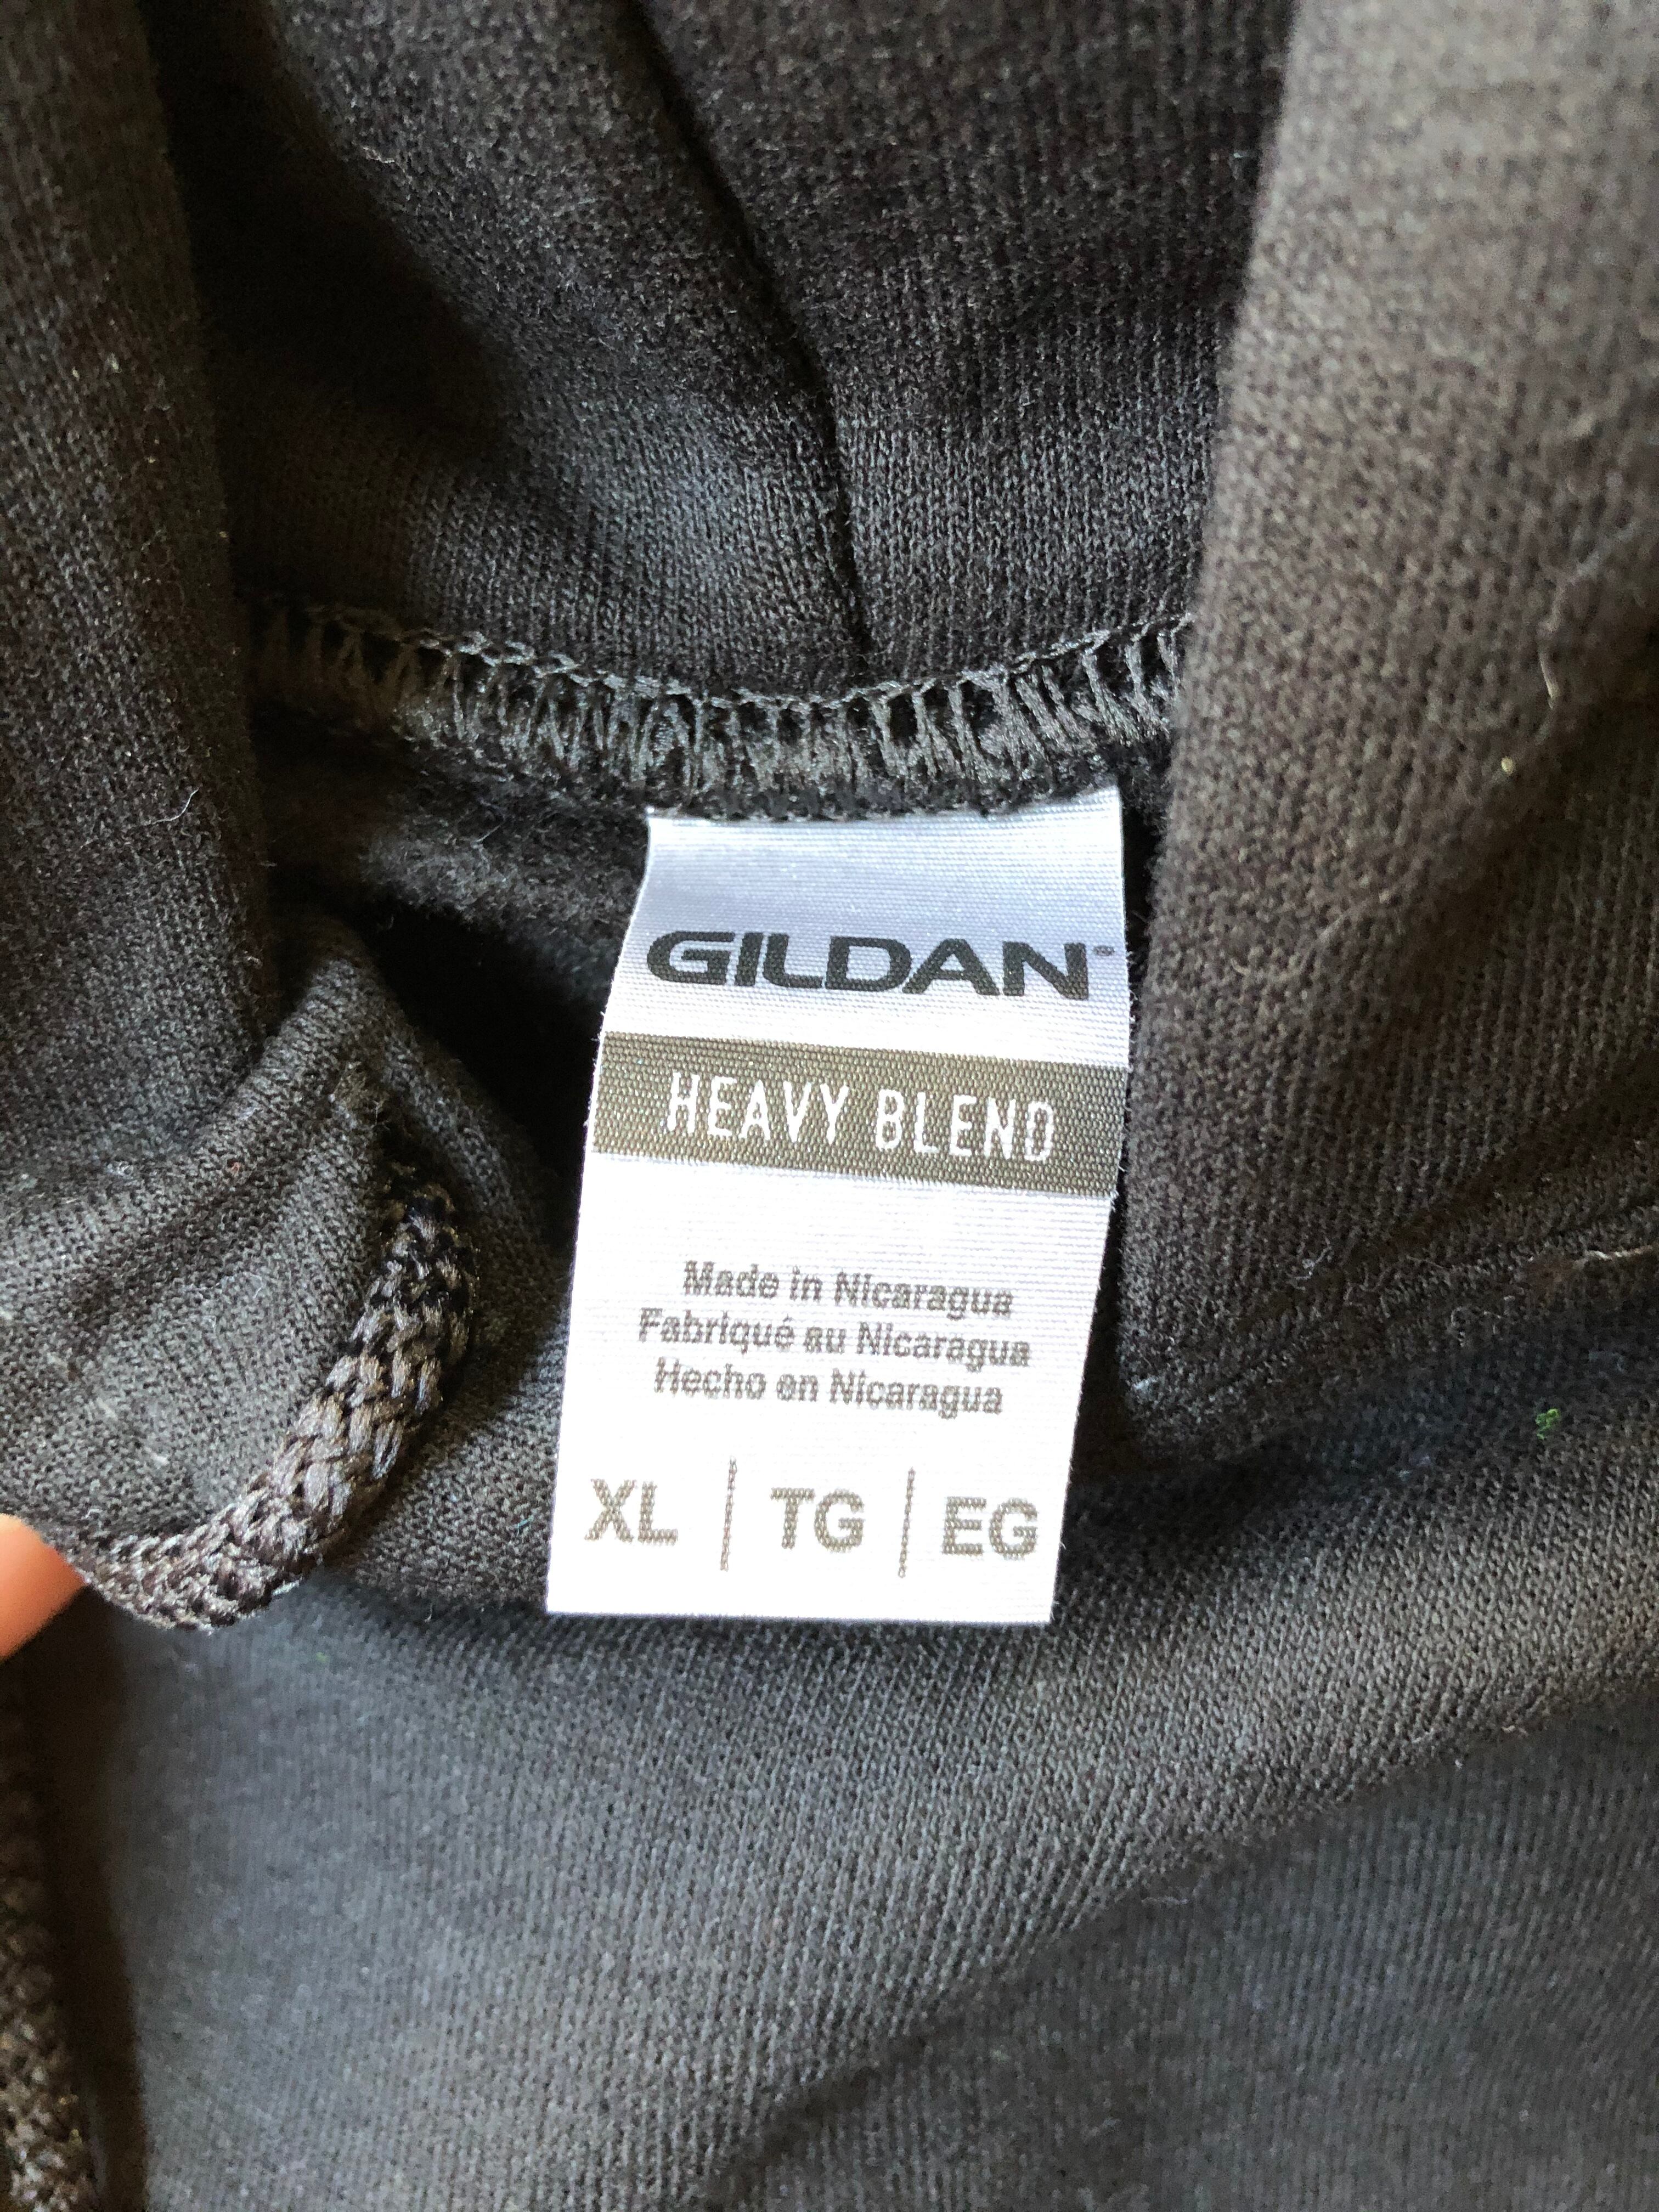 GILDAN®
HEAVY BLEND
Made in Nicaragua
Fabriqué au Nicaragua
Hecho en Nicaragua
XL | TG | EG